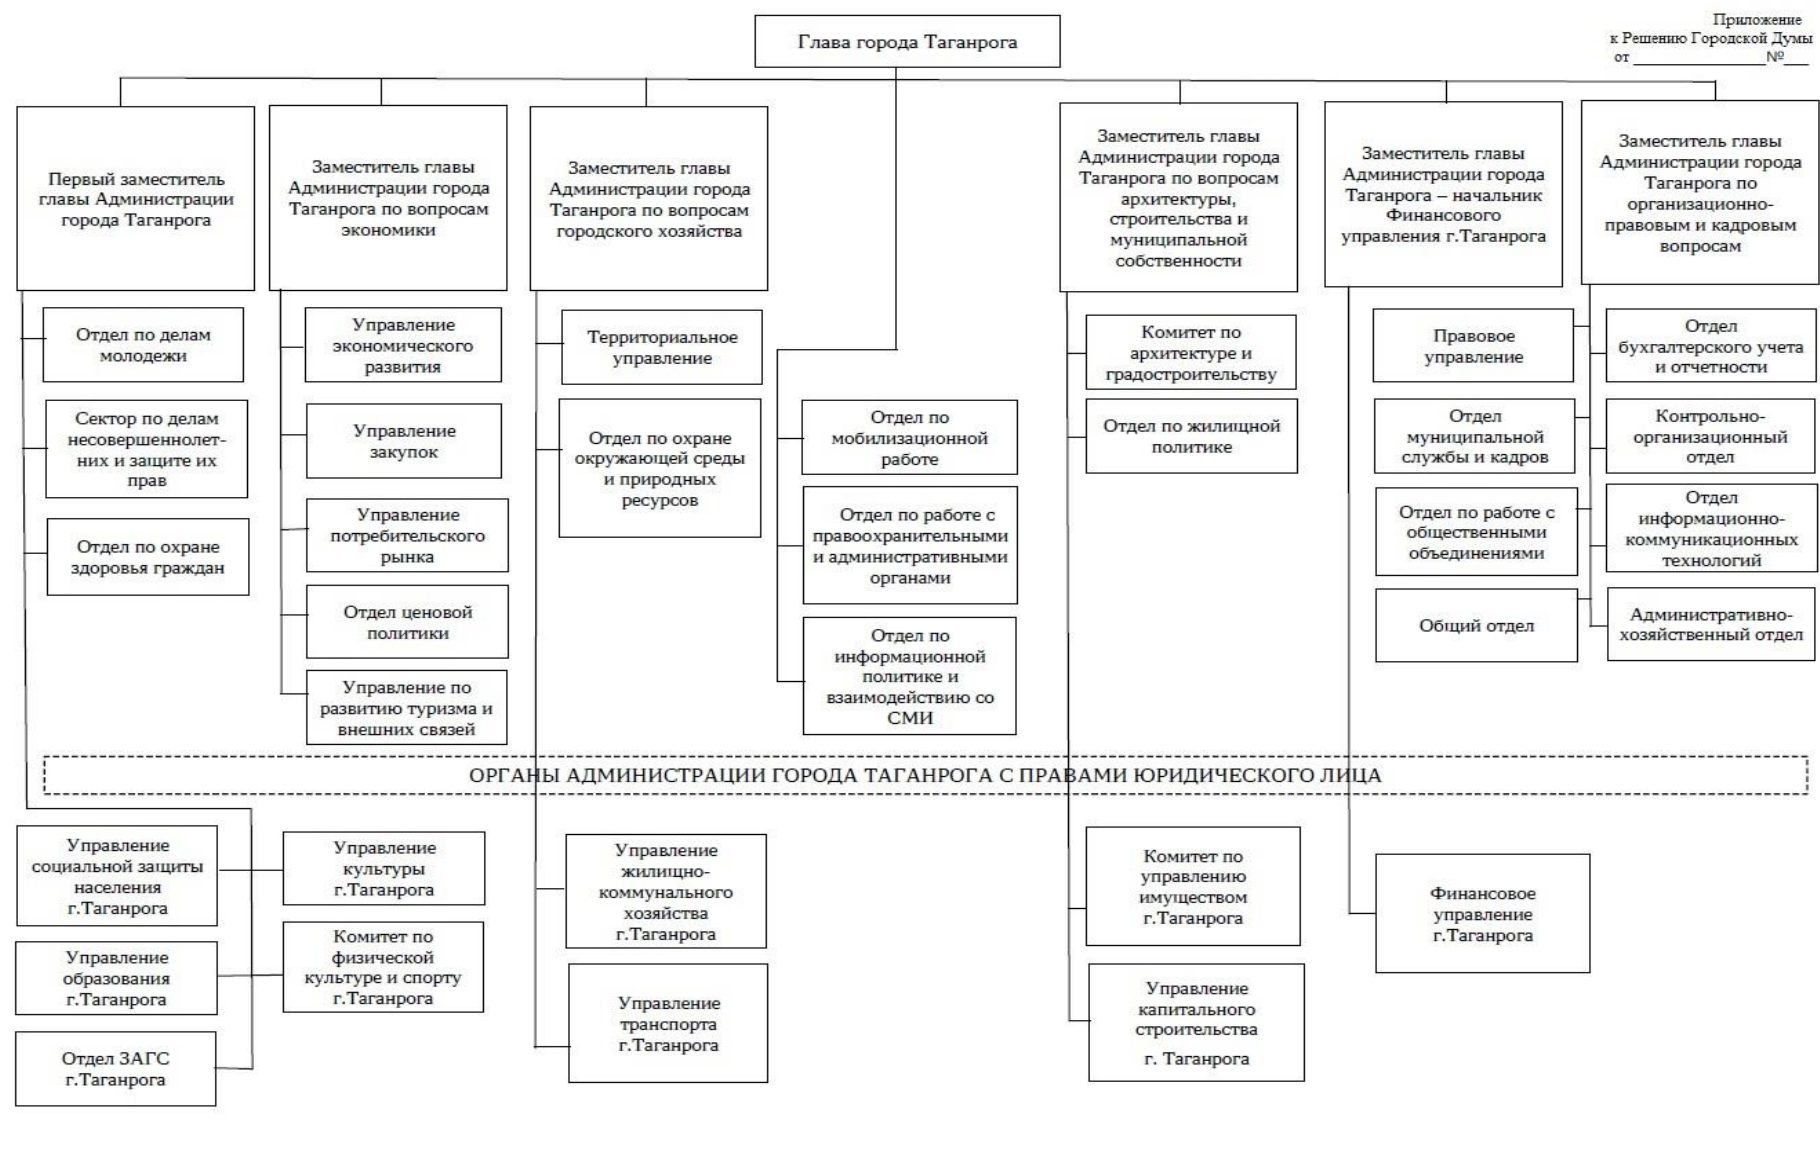 Приложение
к Решению Городской Думы
от _________________№___
Глава города Таганрога
Первый заместитель
главы Администрации
города Таганрога
Заместитель главы
Администрации города
Таганрога по вопросам
экономики
Заместитель главы
Администрации города
Таганрога по вопросам
городского хозяйства
Заместитель главы
Администрации города
Таганрога по вопросам
архитектуры,
строительства и
муниципальной
собственности
Заместитель главы
Администрации города
Таганрога – начальник
Финансового
управления г.Таганрога
Заместитель главы
Администрации города
Таганрога по
организационно-
правовым и кадровым
вопросам
Отдел по делам
молодежи
Сектор по делам
несовершеннолет-
них и защите их
прав
Отдел по охране
здоровья граждан
Управление
экономического
развития
Управление
закупок
Управление
потребительского
рынка
Отдел ценовой
политики
Управление по
развитию туризма и
внешних связей
Территориальное
управление
Отдел по охране
окружающей среды
и природных
ресурсов
Отдел по
мобилизационной
работе
Отдел по работе с
правоохранительными
и административными
органами
Отдел по
информационной
политике и
взаимодействию со
СМИ
Комитет по
архитектуре и
градостроительству
Отдел по жилищной
политике
Правовое
управление
Отдел
муниципальной
службы и кадров
Отдел по работе с
общественными
объединениями
Общий отдел
Отдел
бухгалтерского учета
и отчетности
Контрольно-
организационный
отдел
Отдел
информационно-
коммуникационных
технологий
Административно-
хозяйственный отдел
ОРГАНЫ АДМИНИСТРАЦИИ ГОРОДА ТАГАНРОГА С ПРАВАМИ ЮРИДИЧЕСКОГО ЛИЦА
Управление
социальной защиты
населения
г.Таганрога
Управление
образования
г.Таганрога
Отдел ЗАГС
г.Таганрога
Управление
культуры
г.Таганрога
Комитет по
физической
культуре и спорту
г.Таганрога
Управление
жилищно-
коммунального
хозяйства
г.Таганрога
Управление
транспорта
г.Таганрога
Комитет по
управлению
имуществом
г.Таганрога
Управление
капитального
строительства
г. Таганрога
Финансовое
управление
г.Таганрога